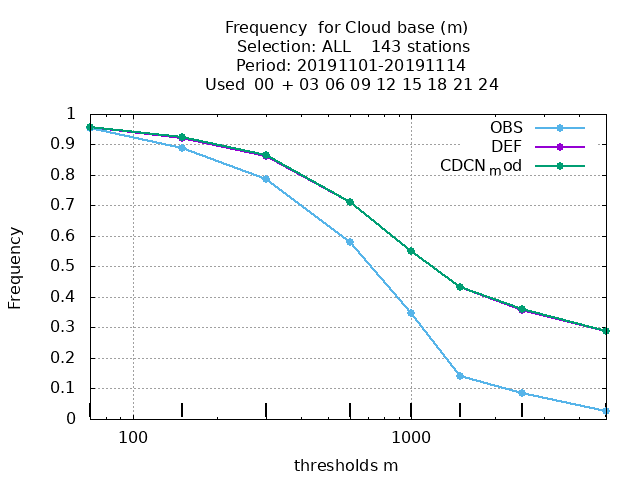 Frequency  for Cloud base (m)
Selection: ALL    143 stations
Period: 20191101-20191114
Used 00 + 03 06 09 12 15 18 21 24
OBS
DEF
CDCN_mod
1
0.9
0.8
0.7
0.6
0.5
0.4
0.3
0.2
0.1
0
Frequency
100
1000
thresholds m